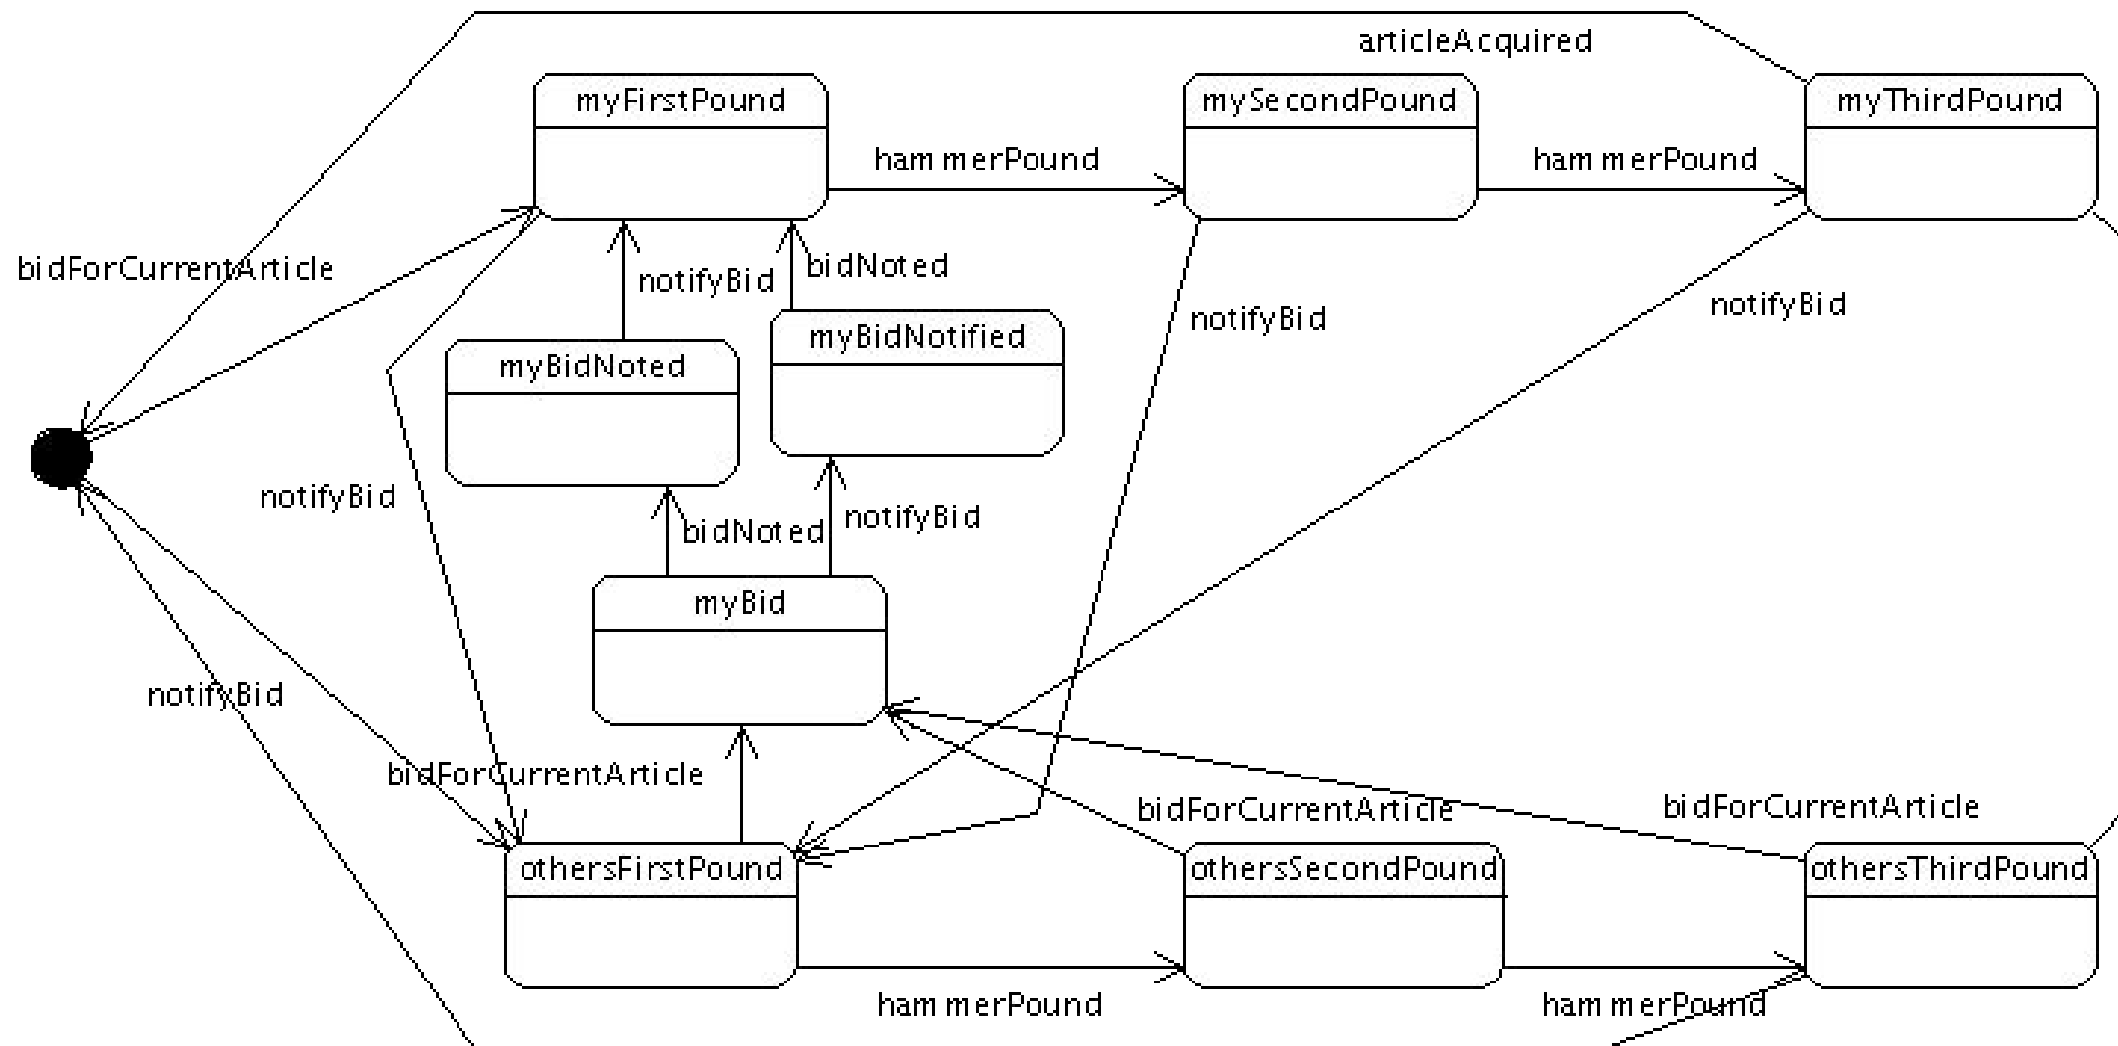 articleAcquired
myFirstPound
mySecondPound
myThirdPound
hammerPound
hammerPound
bidForCurrentArticle
notifyBid
bidNoted
notifyBid
notifyBid
myBidNotified
myBidNoted
notifyBid
bidNoted
notifyBid
myBid
notifyBid
bidForCurrentArticle
bidForCurrentArticle
bidForCurrentArticle
othersFirstPound
othersSecondPound
othersThirdPound
hammerPound
hammerPound